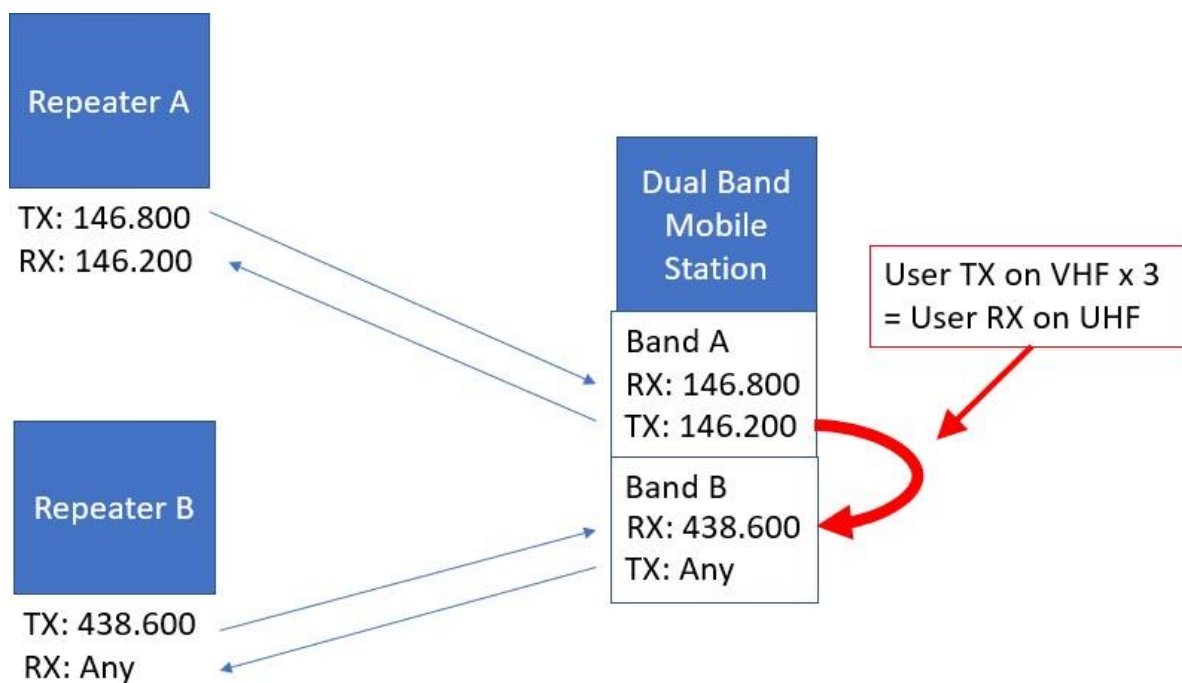 Repeater A
TX: 146.800
RX: 146.200
Dual Band
Mobile
Station
Band A
RX: 146.800
TX: 146.200
User TX on VHF x 3
= User RX on UHF
Repeater B
TX: 438.600
RX: Any
Band B
RX: 438.600
TX: Any